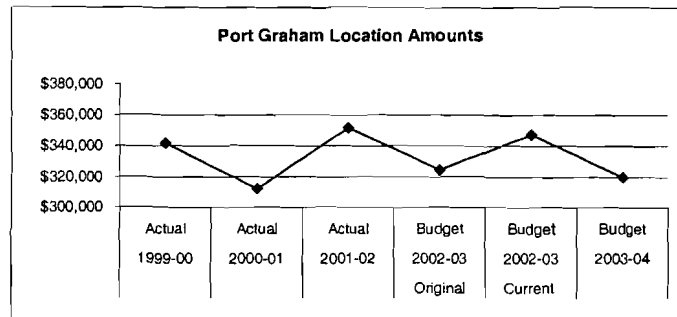 Port Graham Location Amounts
$380,000
$360,000
$340,000
$320,000
$300,000
Actual Actual Actual Budget Budget Budget
1999-00 2000-01 2001-02 2002-03 2002-03 2003-04
Original Current